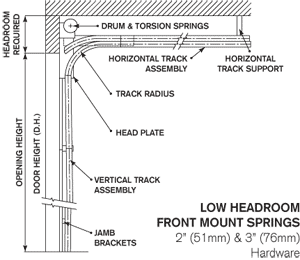 HEADROOM
REQUIRED
DRUM & TORSION SPRINGS
HORIZONTAL TRACK
ASSEMBLY
HORIZONTAL
TRACK SUPPORT
TRACK RADIUS
HEAD PLATE
OPENING HEIGHT
DOOR HEIGHT (D.H.)
VERTICAL TRACK
ASSEMBLY
JAMB
BRACKETS
LOW HEADROOM
FRONT MOUNT SPRINGS
2" (51mm) & 3" (76mm)
Hardware